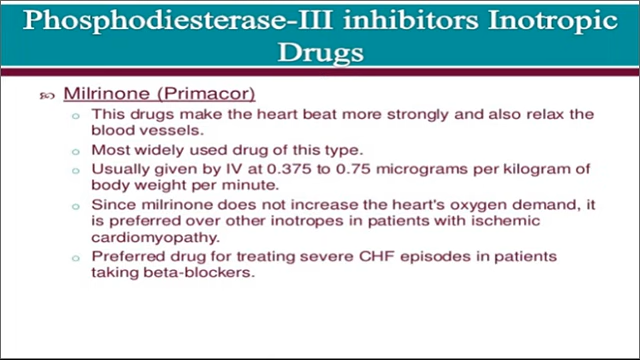 Phosphodiesterase-III inhibitors Inotropic
Drugs
Milrinone (Primacor)
This drugs make the heart beat more strongly and also relax the
blood vessels.
Most widely used drug of this type.
Usually given by IV at 0.375 to 0.75 micrograms per kilogram of
body weight per minute.
Since milrinone does not increase the heart's oxygen demand, it
is preferred over other inotropes in patients with ischemic
cardiomyopathy.
Preferred drug for treating severe CHF episodes in patients
taking beta-blockers.